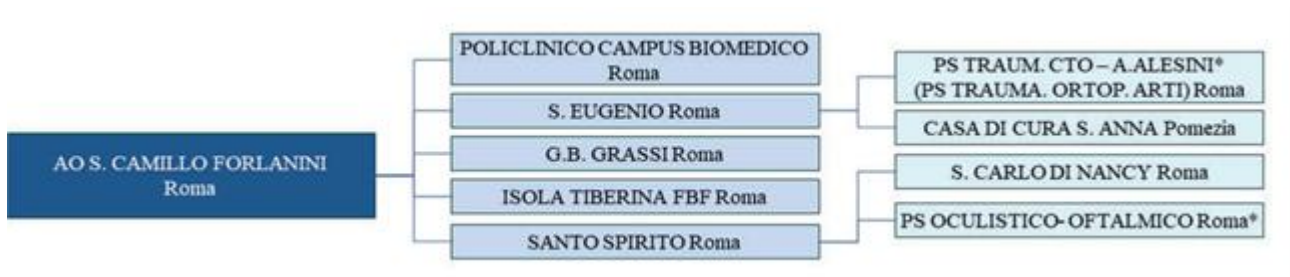 AO S. CAMILLO FORLANINI
Roma
POLICLINICO CAMPUS BIOMEDICO
Roma
S. EUGENIO Roma
G.B. GRASSI Roma
ISOLA TIBERINA FBF Roma
SANTO SPIRITO Roma
PS TRAUM. CTO – A.ALESINI*
(PS TRAUMA. ORTOP. ARTI) Roma
CASA DI CURA S. ANNA Pomezia
S. CARLO DI NANCY Roma
PS OCULISTICO- OFTALMICO Roma*